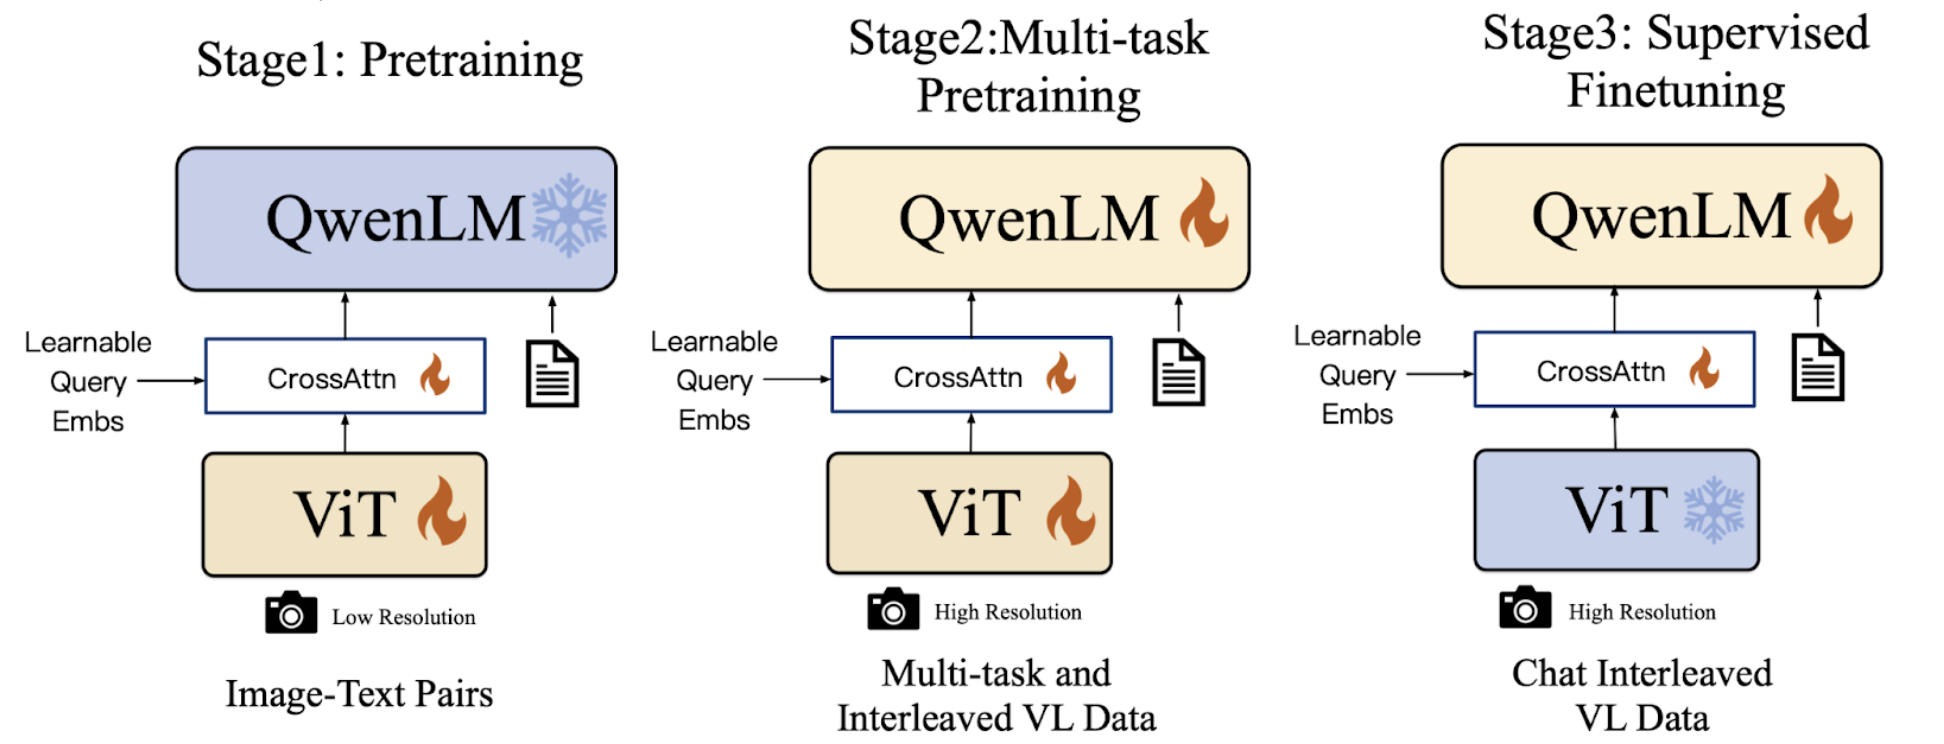 Stage1: Pretraining
QwenLM
Learnable
Query
Embs
CrossAttn
ViT
Low Resolution
Image-Text Pairs
Stage2:Multi-task
Pretraining
QwenLM
Learnable
Query
Embs
CrossAttn
ViT
High Resolution
Multi-task and
Interleaved VL Data
Stage3: Supervised
Finetuning
QwenLM
Learnable
Query
Embs
CrossAttn
ViT
High Resolution
Chat Interleaved
VL Data